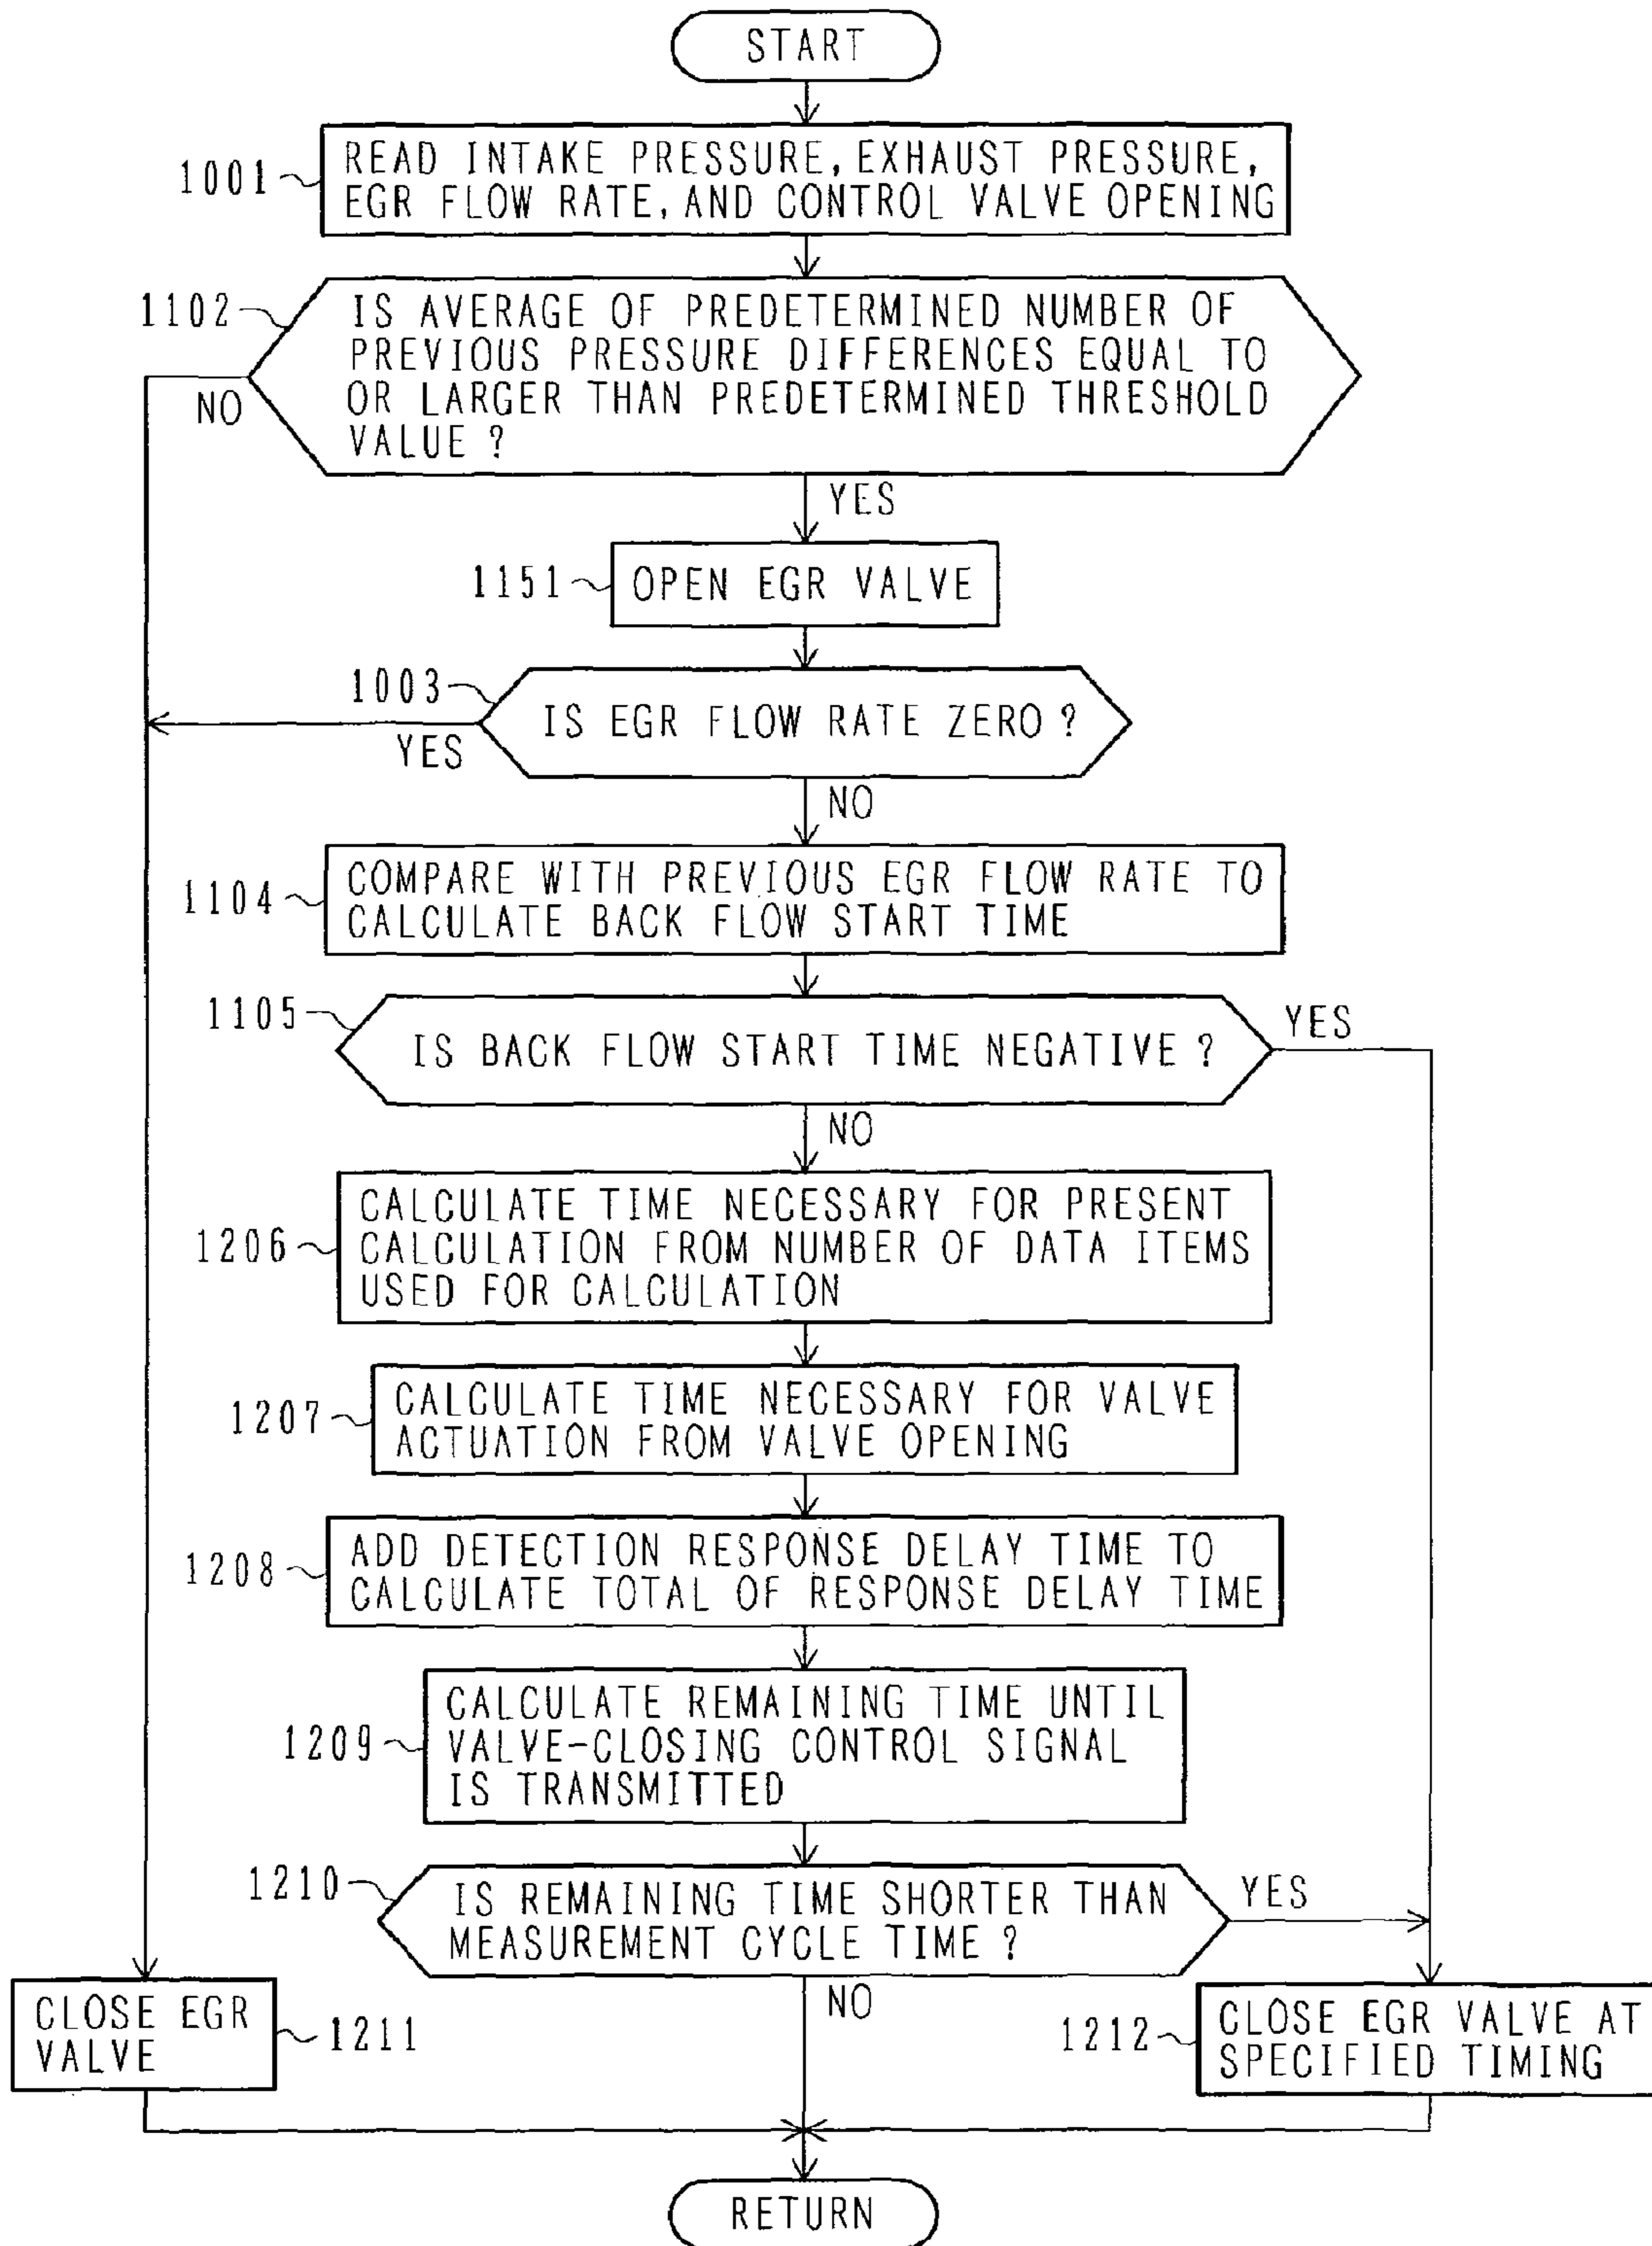 START
1001
READ INTAKE PRESSURE, EXHAUST PRESSURE,
EGR FLOW RATE, AND CONTROL VALVE OPENING
1102
IS AVERAGE OF PREDETERMINED NUMBER OF
PREVIOUS PRESSURE DIFFERENCES EQUAL TO
OR LARGER THAN PREDETERMINED THRESHOLD
VALUE ?
NO
YES
1151
OPEN EGR VALVE
1003
IS EGR FLOW RATE ZERO ?
YES
NO
1104
COMPARE WITH PREVIOUS EGR FLOW RATE TO
CALCULATE BACK FLOW START TIME
1105
IS BACK FLOW START TIME NEGATIVE ?
YES
NO
1206
CALCULATE TIME NECESSARY FOR PRESENT
CALCULATION FROM NUMBER OF DATA ITEMS
USED FOR CALCULATION
1207
CALCULATE TIME NECESSARY FOR VALVE
ACTUATION FROM VALVE OPENING
1208
ADD DETECTION RESPONSE DELAY TIME TO
CALCULATE TOTAL OF RESPONSE DELAY TIME
1209
CALCULATE REMAINING TIME UNTIL
VALVE-CLOSING CONTROL SIGNAL
IS TRANSMITTED
1210
IS REMAINING TIME SHORTER THAN
MEASUREMENT CYCLE TIME ?
YES
NO
CLOSE EGR
VALVE
1211
1212
CLOSE EGR VALVE AT
SPECIFIED TIMING
RETURN